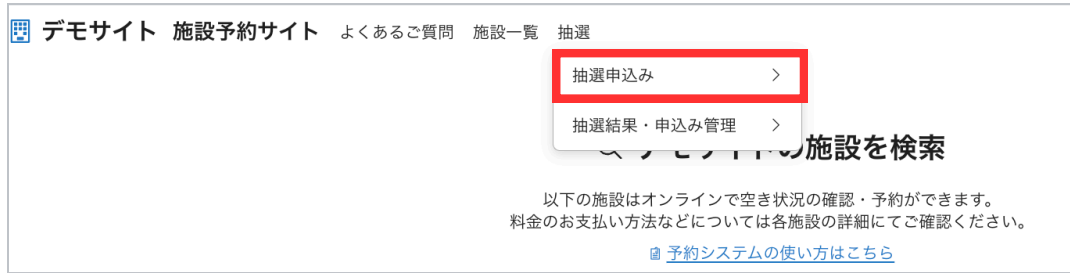 デモサイト 施設予約サイト よくあるご質問 施設一覧 抽選
抽選申込み
抽選結果・申込み管理
の施設を検索
以下の施設はオンラインで空き状況の確認・予約ができます。
料金のお支払い方法などについては各施設の詳細にてご確認ください。
予約システムの使い方はこちら